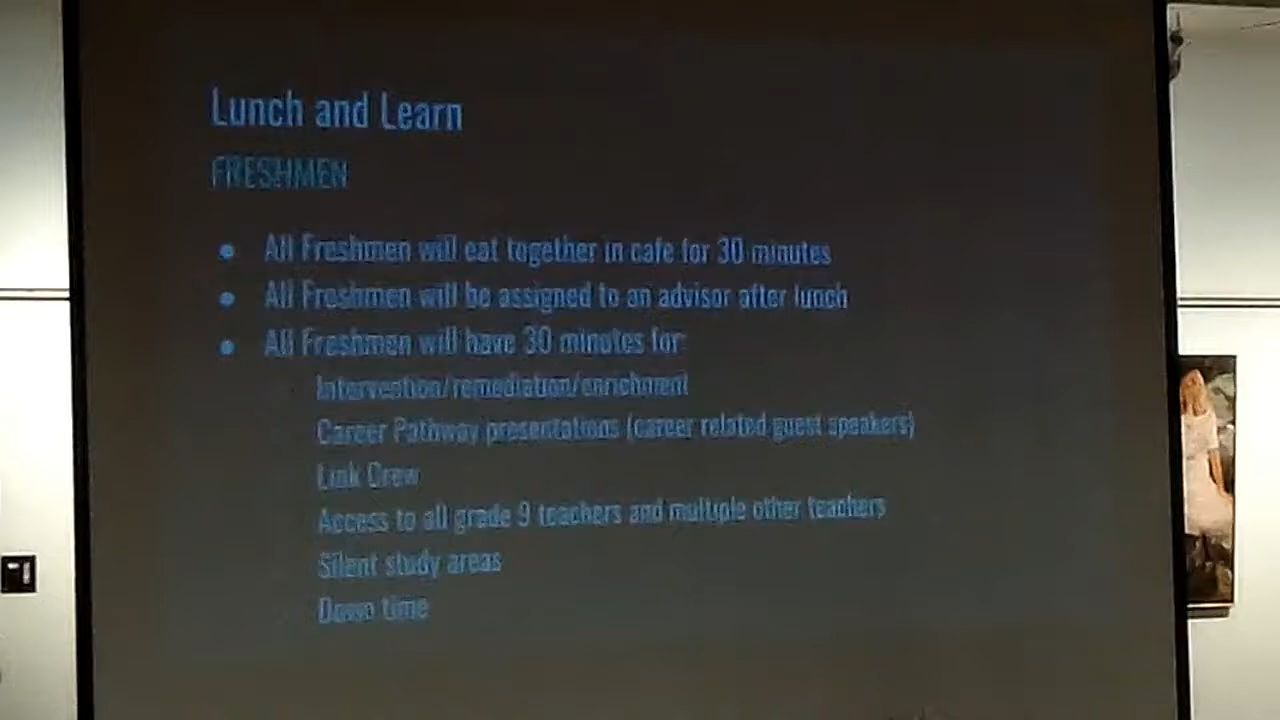 Lunch and Learn
FRESHMEN
● All Freshmen will eat together in cafe for 30 minutes
● All Freshmen will be assigned to an advisor after lunch
● All Freshmen will have 30 minutes for:
Intervention/remediation/enrichment
Career Pathway presentations (career related guest speakers)
Link Crew
Access to all grade 9 teachers and multiple other teachers
Silent study areas
Down time